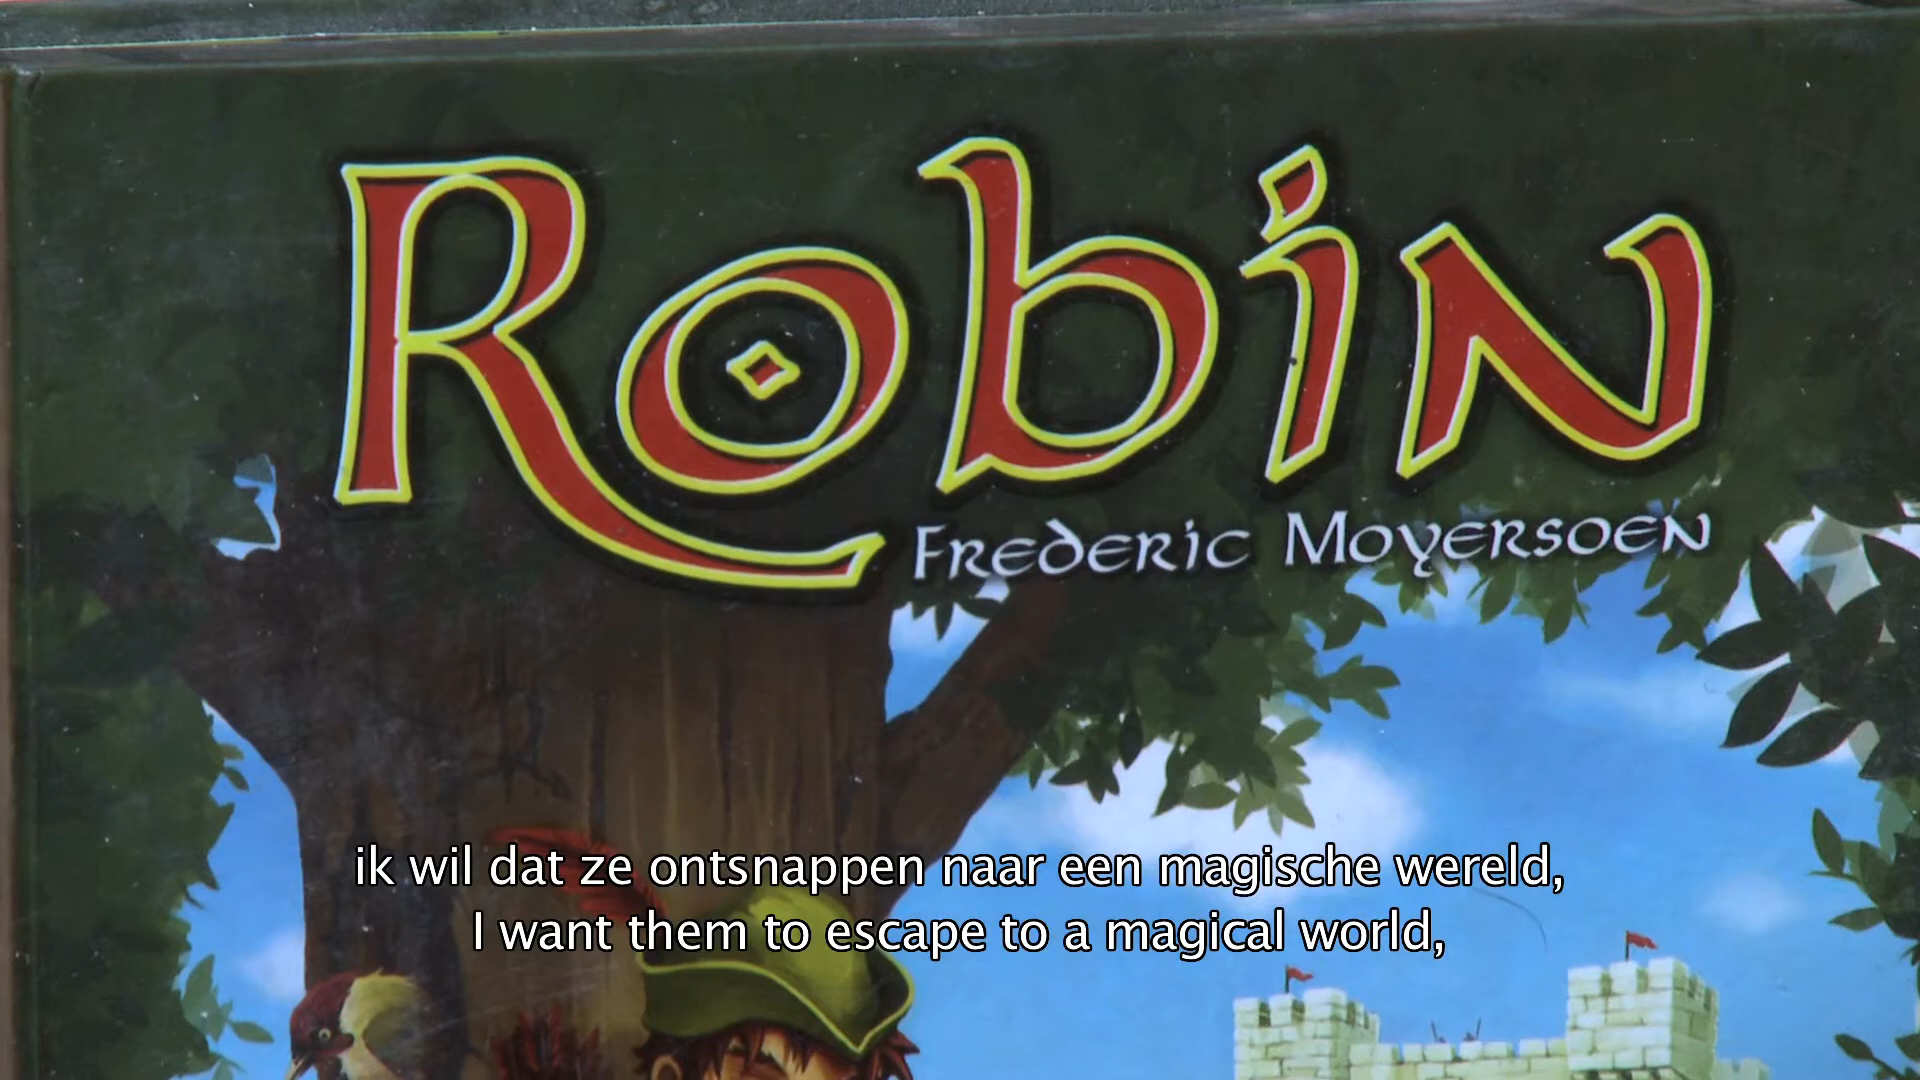 Robin
Frederic Moyersoen
ik wil dat ze ontsnappen naar een magische wereld,
I want them to escape to a magical world,